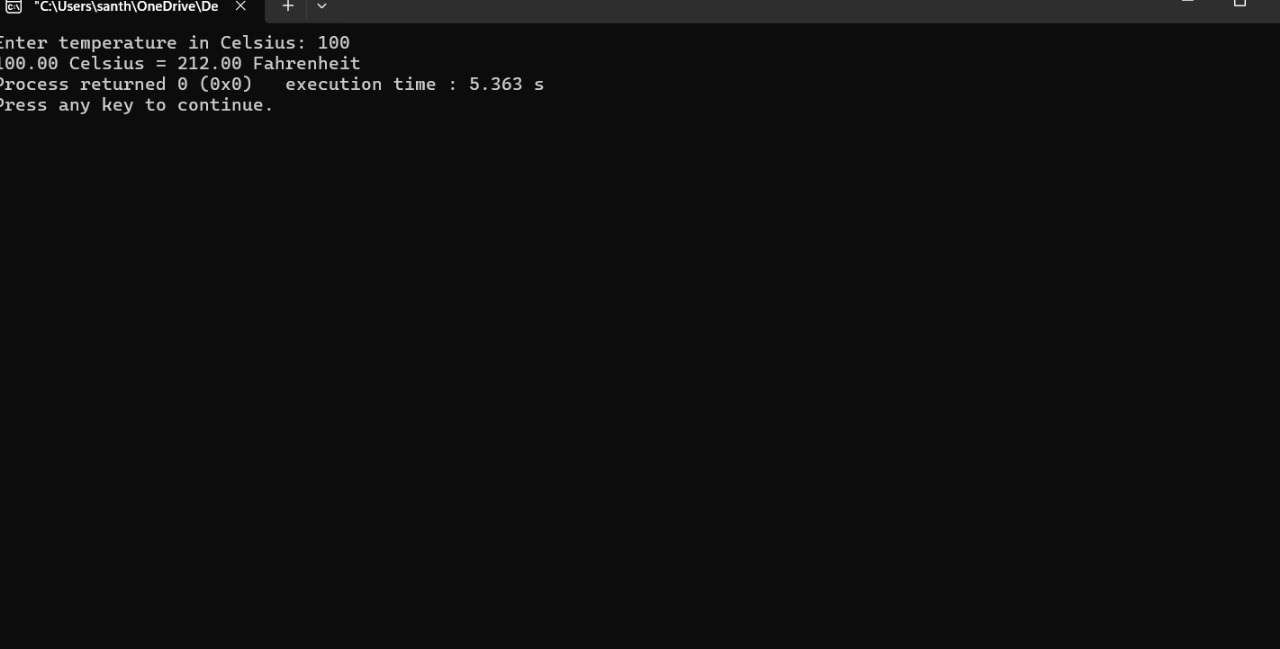 "C:\Users\santh\OneDrive\De
Enter temperature in Celsius: 100
100.00 Celsius = 212.00 Fahrenheit
Process returned 0 (0x0)   execution time : 5.363 s
Press any key to continue.